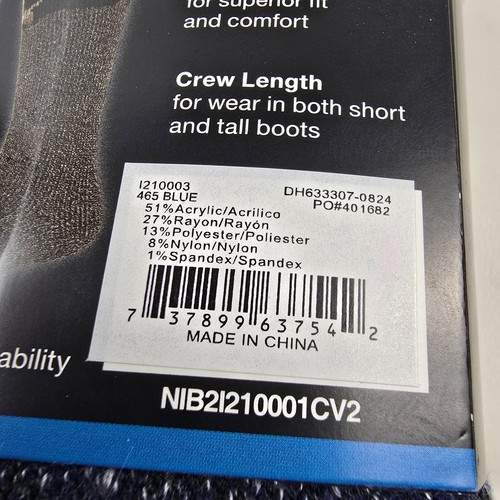 for superior fit
and comfort
Crew Length
for wear in both short
and tall boots
I210003
465 BLUE
DH633307-0824
PO#401682
51%Acrylic/Acrilico
27%Rayon/Rayón
13%Polyester/Poliester
8%Nylon/Nylon
1%Spandex/Spandex
7 37899 63754 2
MADE IN CHINA
ability
NIB2I210001CV2